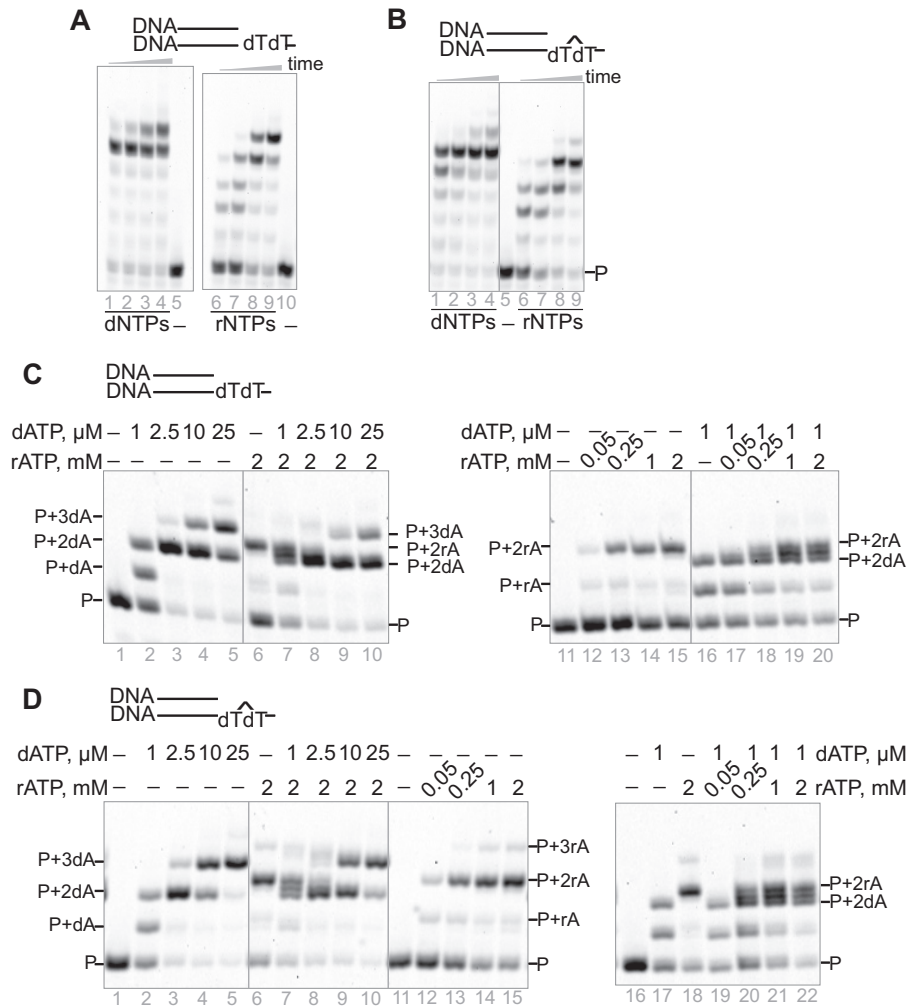 A
DNA
DNA dTdT
time
1 2 3 4 5 6 7 8 9 10
dNTPs – rNTPs –
B
DNA
DNA dTdT
time
P
1 2 3 4 5 6 7 8 9
dNTPs – rNTPs
C
DNA
DNA dTdT
dATP, μM – 1 2.5 10 25 – 1 2.5 10 25
rATP, mM – – – – – 2 2 2 2 2
P+3dA
P+2dA
P+dA
P
P+3dA
P+2rA
P+2dA
P
1 2 3 4 5 6 7 8 9 10
dATP, μM – – – – – 1 1 1 1 1
rATP, mM – 0.05 0.25 1 2 – 0.05 0.25 1 2
P+2rA
P+rA
P
P+2rA
P+2dA
P
11 12 13 14 15 16 17 18 19 20
D
DNA
DNA dTdT
dATP, μM – 1 2.5 10 25 – 1 2.5 10 25 – – – – –
rATP, mM – – – – – 2 2 2 2 2 – 0.05 0.25 1 2
P+3dA
P+2dA
P+dA
P
P+3rA
P+2rA
P+rA
P
1 2 3 4 5 6 7 8 9 10 11 12 13 14 15
– 1 – 1 1 1 1 dATP, μM
– – 2 0.05 0.25 1 2 rATP, mM
P+2rA
P+2dA
P
16 17 18 19 20 21 22